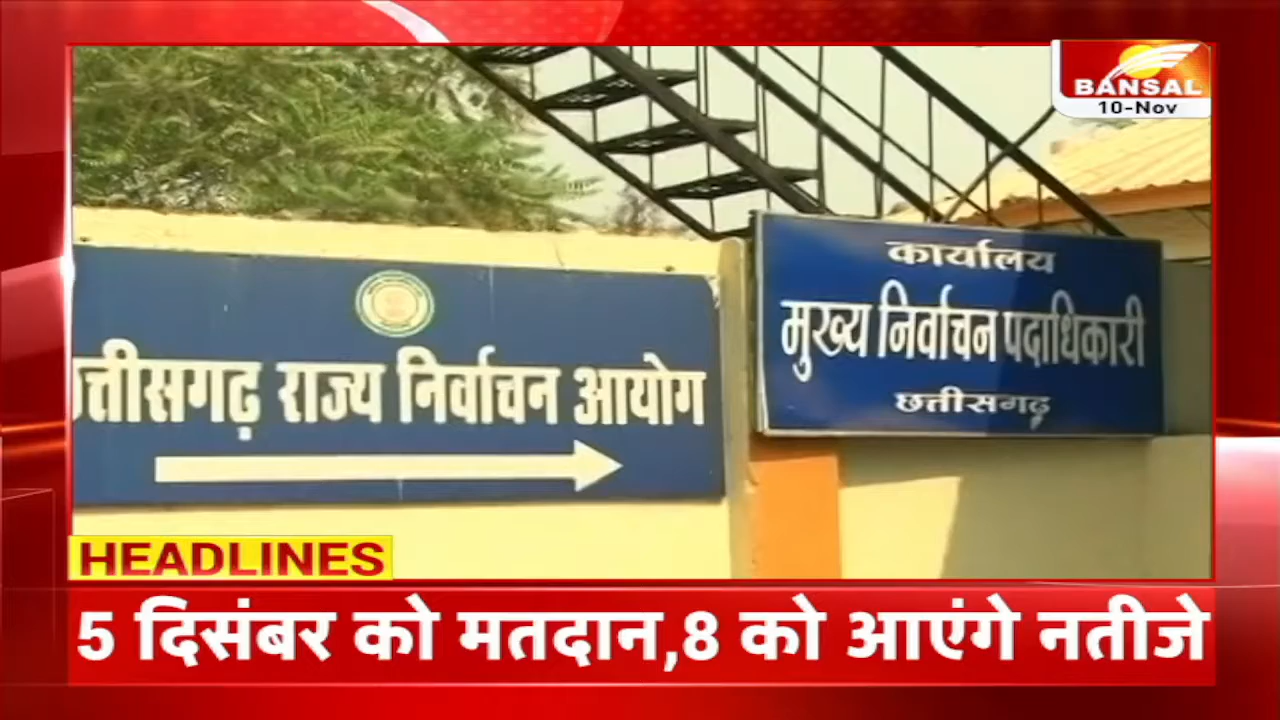 BANSAL
10-Nov
कार्यालय
मुख्य निर्वाचन पदाधिकारी
छत्तीसगढ़
छत्तीसगढ़ राज्य निर्वाचन आयोग
HEADLINES
5 दिसंबर को मतदान,8 को आएंगे नतीजे